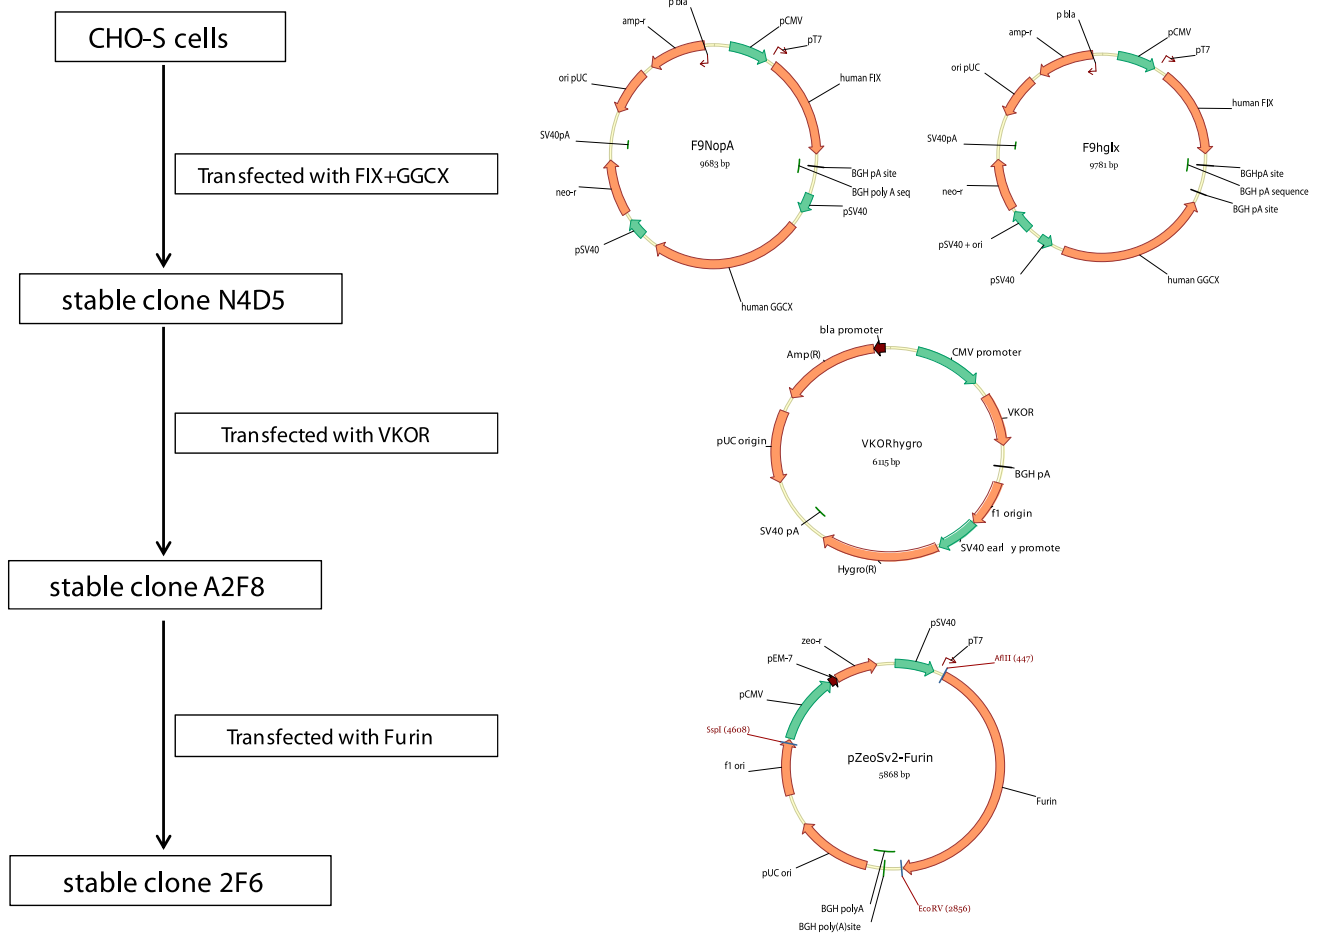 CHO-S cells
Transfected with FIX+GGCX
stable clone N4D5
Transfected with VKOR
stable clone A2F8
Transfected with Furin
stable clone 2F6
p bla
amp-r
pCMV
pT7
ori pUC
human FIX
SV40pA
F9NopA
9683 bp
BGH pA site
BGH poly A seq
neo-r
pSV40
pSV40
human GGCX
p bla
amp-r
pCMV
pT7
ori pUC
human FIX
SV40pA
F9hglx
9781 bp
BGHpA site
BGH pA sequence
BGH pA site
neo-r
pSV40 + ori
pSV40
human GGCX
bla promoter
Amp(R)
CMV promoter
VKOR
pUC origin
VKORhygro
6115 bp
BGH pA
f1 origin
SV40 pA
SV40 earl y promote
Hygro(R)
pSV40
zeo-r
pT7
pEM-7
AflII (447)
pCMV
SspI (4608)
pZeoSv2-Furin
5868 bp
f1 ori
Furin
pUC ori
BGH polyA
EcoRV (2856)
BGH poly(A)site